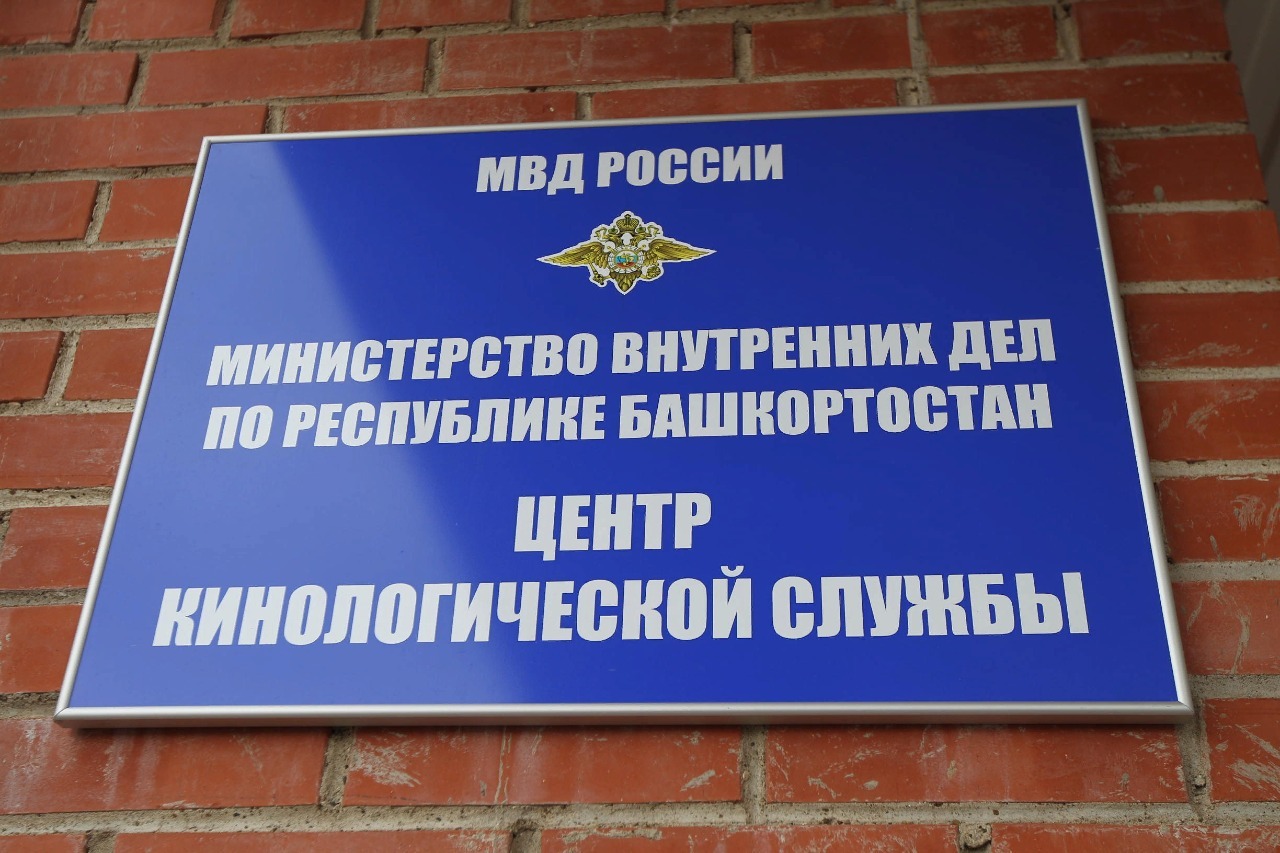 МВД РОССИИ
МИНИСТЕРСТВО ВНУТРЕННИХ ДЕЛ
ПО РЕСПУБЛИКЕ БАШКОРТОСТАН
ЦЕНТР
КИНОЛОГИЧЕСКОЙ СЛУЖБЫ